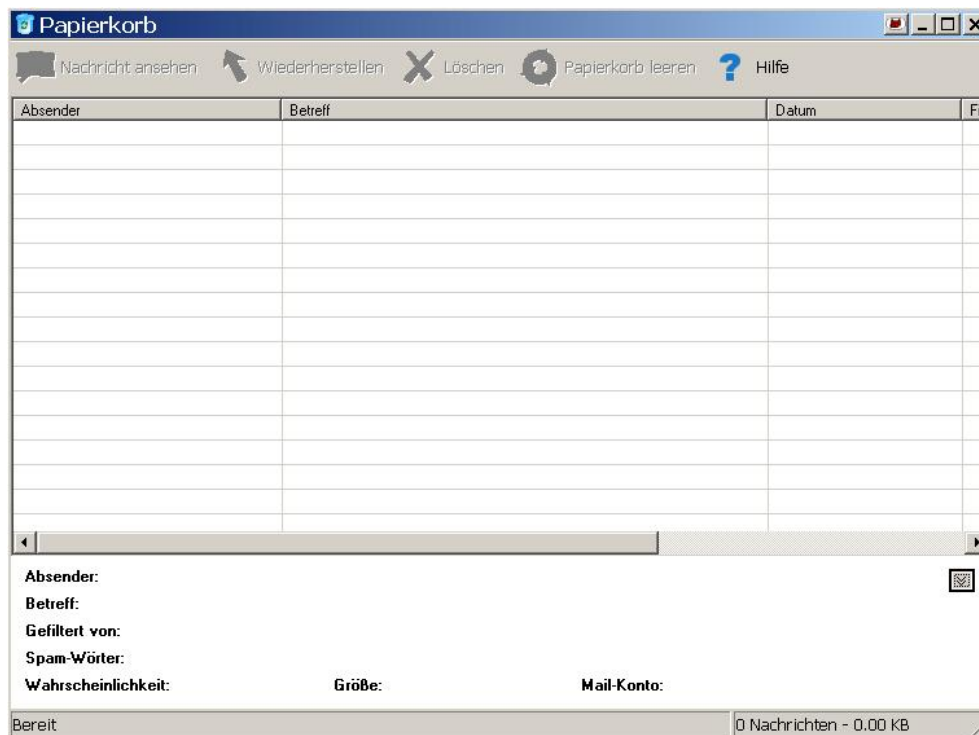 Papierkorb
Nachricht ansehen Wiederherstellen Löschen Papierkorb leeren ? Hilfe
Absender Betreff Datum
Absender:
Betreff:
Gefiltert von:
Spam-Wörter:
Wahrscheinlichkeit: Größe: Mail-Konto:
Bereit 0 Nachrichten - 0.00 KB